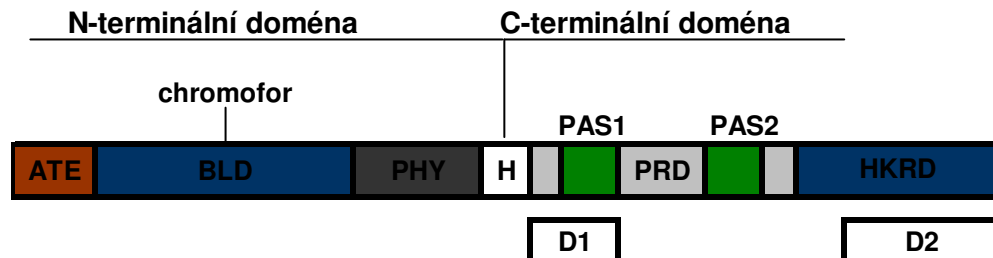 N-terminální doména C-terminální doména
chromofor
PAS1 PAS2
ATE BLD PHY H PRD HKRD
D1 D2